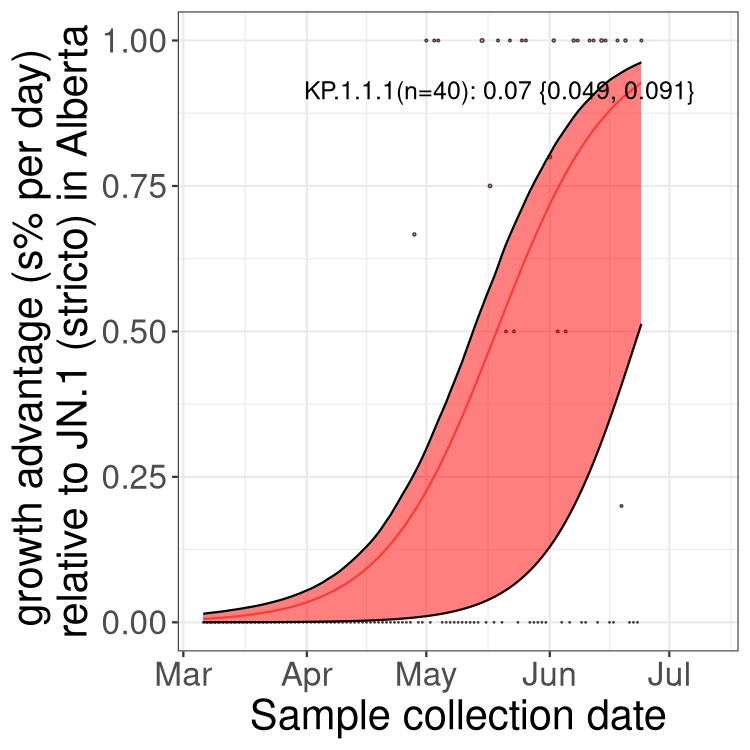 growth advantage (s% per day)
relative to JN.1 (stricto) in Alberta
1.00
0.75
0.50
0.25
0.00
KP.1.1.1(n=40): 0.07 {0.049, 0.091}
Mar Apr May Jun Jul
Sample collection date